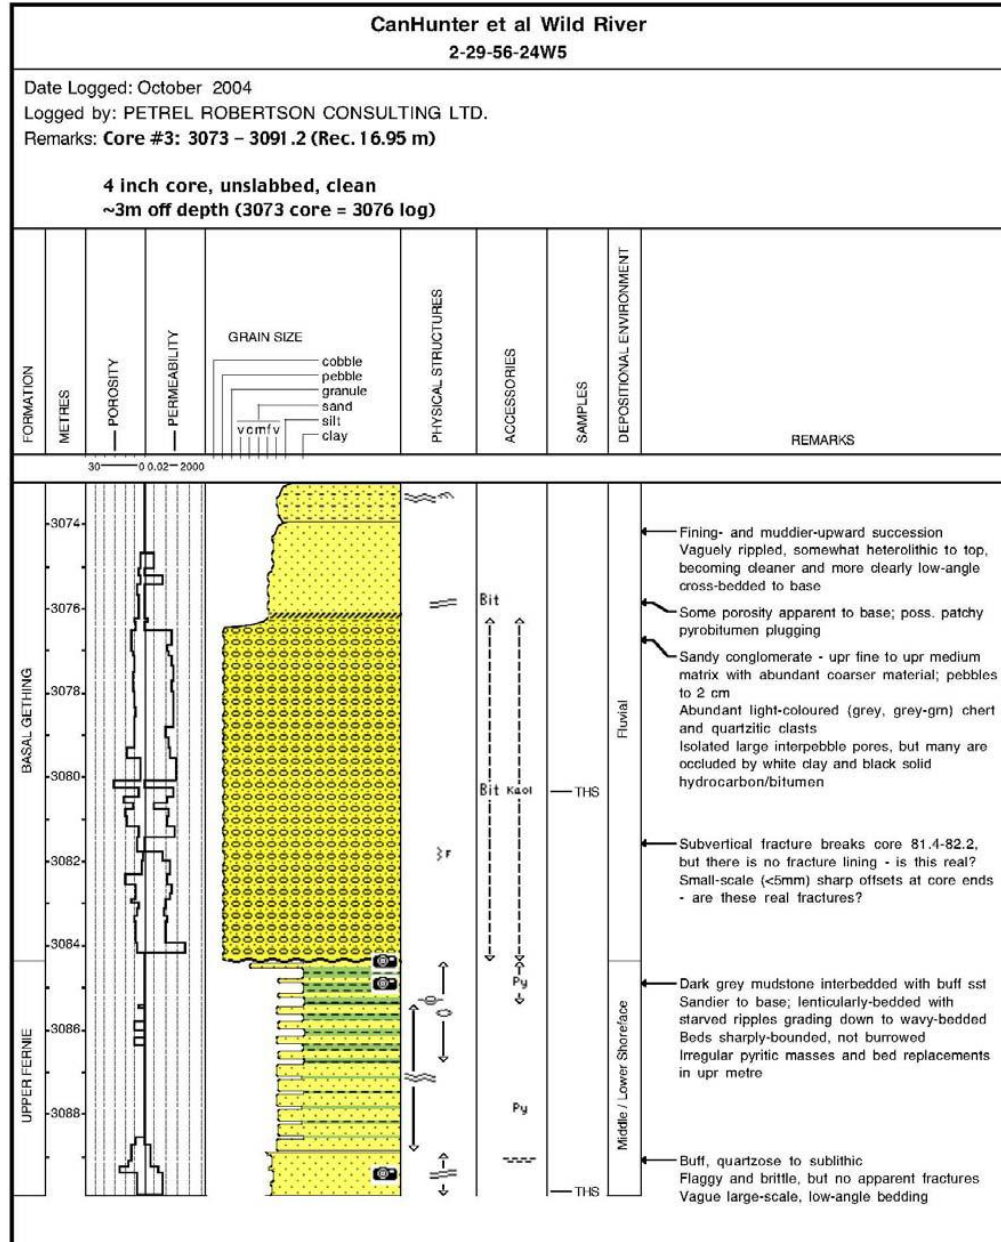 CanHunter et al Wild River
2-29-56-24W5
Date Logged: October 2004
Logged by: PETREL ROBERTSON CONSULTING LTD.
Remarks: Core #3: 3073 – 3091.2 (Rec. 16.95 m)
4 inch core, unslabbed, clean
~3m off depth (3073 core = 3076 log)
FORMATION
METRES
POROSITY
PERMEABILITY
GRAIN SIZE
cobble
pebble
granule
sand
silt
clay
vcmfv
PHYSICAL STRUCTURES
ACCESSORIES
SAMPLES
DEPOSITIONAL ENVIRONMENT
REMARKS
30 0 0.02 2000
BASAL GETHING
UPPER FERNIE
3074
3076
3078
3080
3082
3084
3086
3088
F
Bit
Bit Kaol
Py
Py
THS
THS
Fluvial
Middle / Lower Shoreface
Fining- and muddier-upward succession
Vaguely rippled, somewhat heterolithic to top,
becoming cleaner and more clearly low-angle
cross-bedded to base
Some porosity apparent to base; poss. patchy
pyrobitumen plugging
Sandy conglomerate - upr fine to upr medium
matrix with abundant coarser material; pebbles
to 2 cm
Abundant light-coloured (grey, grey-grn) chert
and quartzitic clasts
Isolated large interpebble pores, but many are
occluded by white clay and black solid
hydrocarbon/bitumen
Subvertical fracture breaks core 81.4-82.2,
but there is no fracture lining - is this real?
Small-scale (<5mm) sharp offsets at core ends
- are these real fractures?
Dark grey mudstone interbedded with buff sst
Sandier to base; lenticularly-bedded with
starved ripples grading down to wavy-bedded
Beds sharply-bounded, not burrowed
Irregular pyritic masses and bed replacements
in upr metre
Buff, quartzose to sublithic
Flaggy and brittle, but no apparent fractures
Vague large-scale, low-angle bedding